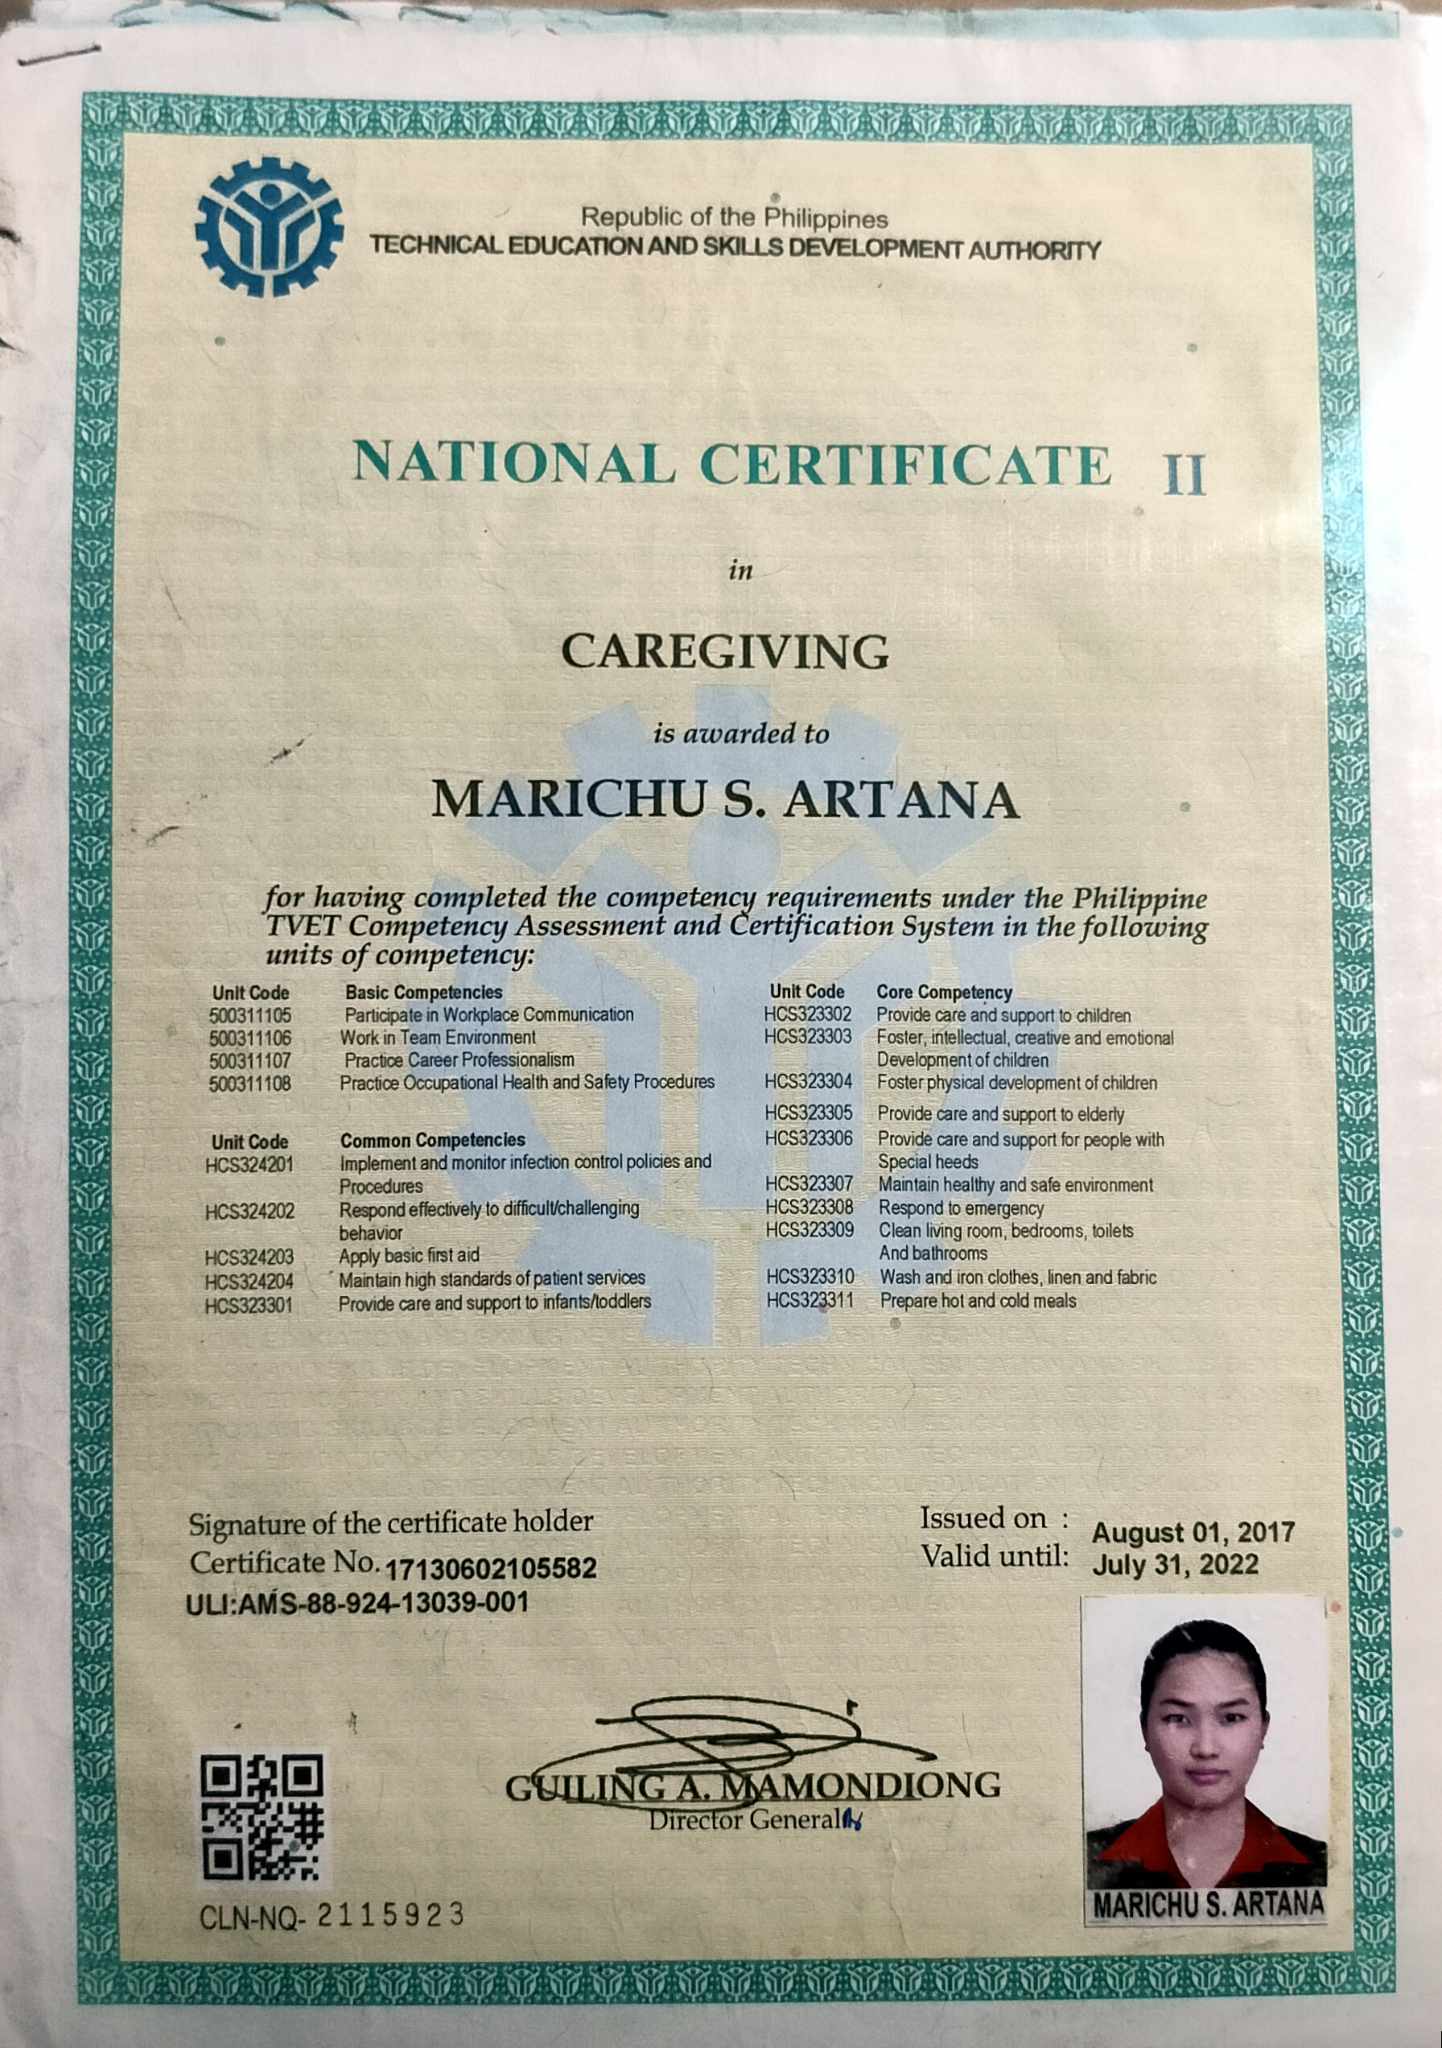 Republic of the Philippines
TECHNICAL EDUCATION AND SKILLS DEVELOPMENT AUTHORITY
NATIONAL CERTIFICATE II
in
CAREGIVING
is awarded to
MARICHU S. ARTANA
for having completed the competency requirements under the Philippine
TVET Competency Assessment and Certification System in the following
units of competency:
Unit Code Basic Competencies
500311105 Participate in Workplace Communication
500311106 Work in Team Environment
500311107 Practice Career Professionalism
500311108 Practice Occupational Health and Safety Procedures
Unit Code Common Competencies
HCS324201 Implement and monitor infection control policies and
Procedures
HCS324202 Respond effectively to difficult/challenging
behavior
HCS324203 Apply basic first aid
HCS324204 Maintain high standards of patient services
HCS323301 Provide care and support to infants/toddlers
Unit Code Core Competency
HCS323302 Provide care and support to children
HCS323303 Foster, intellectual, creative and emotional
Development of children
HCS323304 Foster physical development of children
HCS323305 Provide care and support to elderly
HCS323306 Provide care and support for people with
Special heeds
HCS323307 Maintain healthy and safe environment
HCS323308 Respond to emergency
HCS323309 Clean living room, bedrooms, toilets
And bathrooms
HCS323310 Wash and iron clothes, linen and fabric
HCS323311 Prepare hot and cold meals
Signature of the certificate holder
Certificate No. 17130602105582
ULI:AMS-88-924-13039-001
Issued on : August 01, 2017
Valid until: July 31, 2022
GUILING A. MAMONDIONG
Director General
CLN-NQ- 2115923
MARICHU S. ARTANA